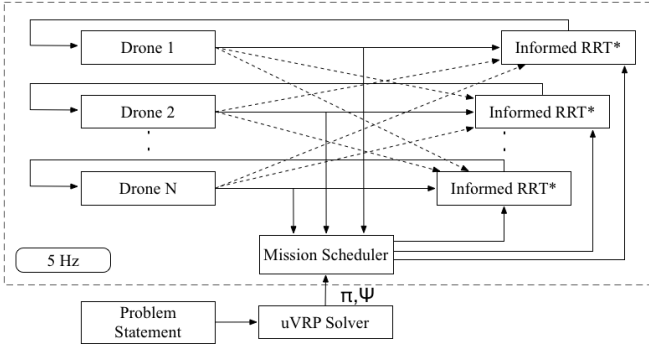 Drone 1
Informed RRT*
Drone 2
Informed RRT*
Drone N
Informed RRT*
5 Hz
Mission Scheduler
π,Ψ
Problem
Statement
uVRP Solver